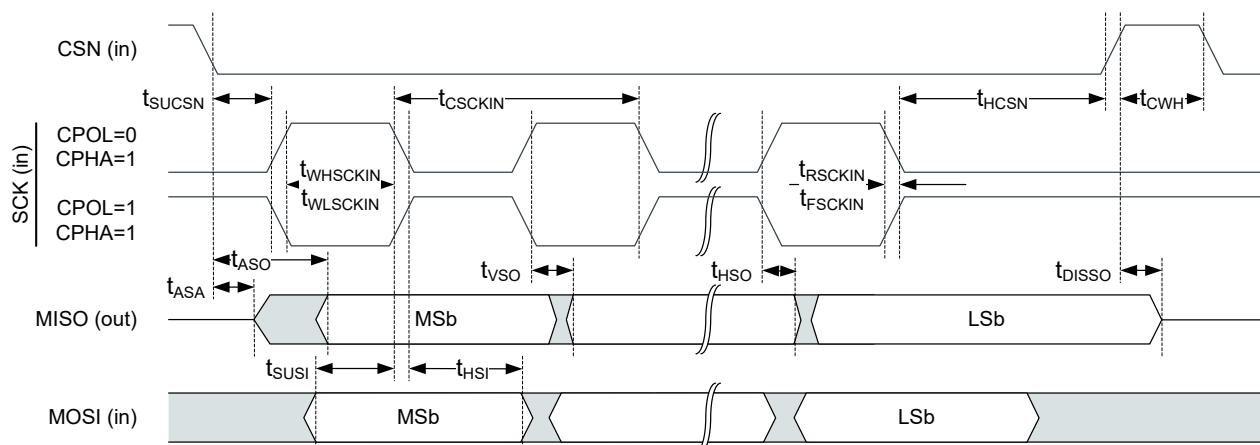 CSN (in)
tSUCSN
tCSCKIN
tHCSN
tCWH
SCK (in)
CPOL=0
CPHA=1
tWHSCKIN
tWLSCKIN
tRSCKIN
tFSCKIN
CPOL=1
CPHA=1
tASO
tASA
tVSO
tHSO
tDISSO
MISO (out)
MSb
LSb
tSUSI
tHSI
MOSI (in)
MSb
LSb